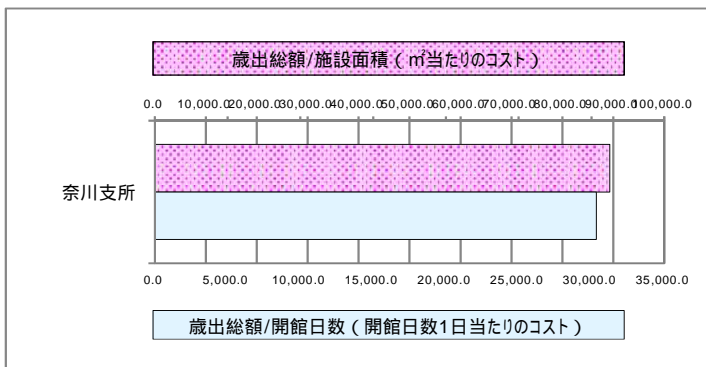 歳出総額/施設面積（㎡当たりのコスト）
0.0 10,000.0 20,000.0 30,000.0 40,000.0 50,000.0 60,000.0 70,000.0 80,000.0 90,000.0 100,000.0
奈川支所
0.0 5,000.0 10,000.0 15,000.0 20,000.0 25,000.0 30,000.0 35,000.0
歳出総額/開館日数（開館日数1日当たりのコスト）